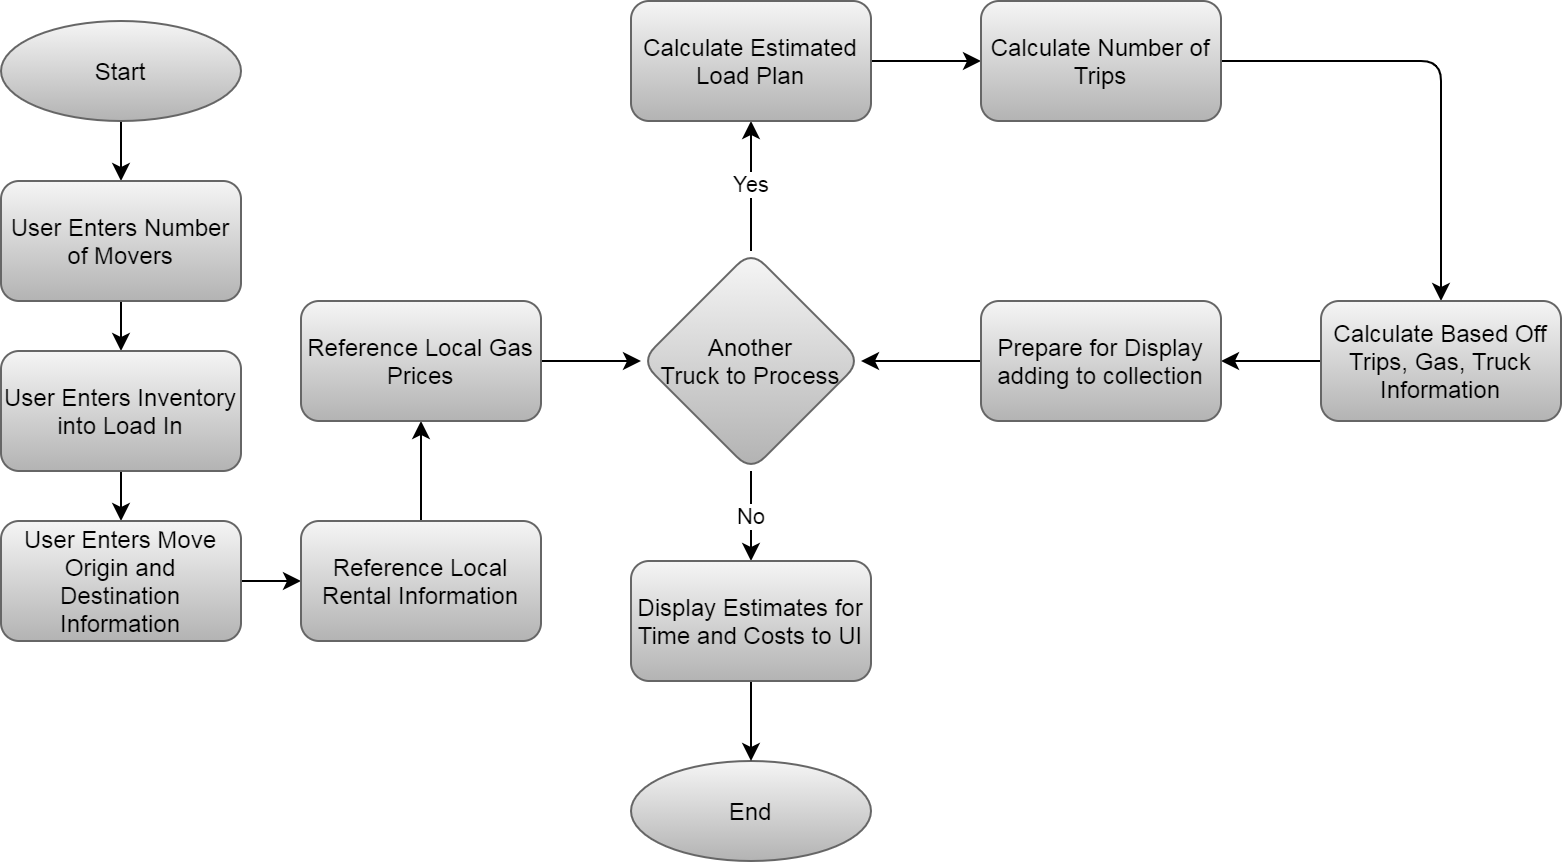 Start
User Enters Number
of Movers
User Enters Inventory
into Load In
User Enters Move
Origin and
Destination
Information
Reference Local
Rental Information
Reference Local Gas
Prices
Another
Truck to Process
Yes
Calculate Estimated
Load Plan
Calculate Number of
Trips
Calculate Based Off
Trips, Gas, Truck
Information
Prepare for Display
adding to collection
No
Display Estimates for
Time and Costs to UI
End